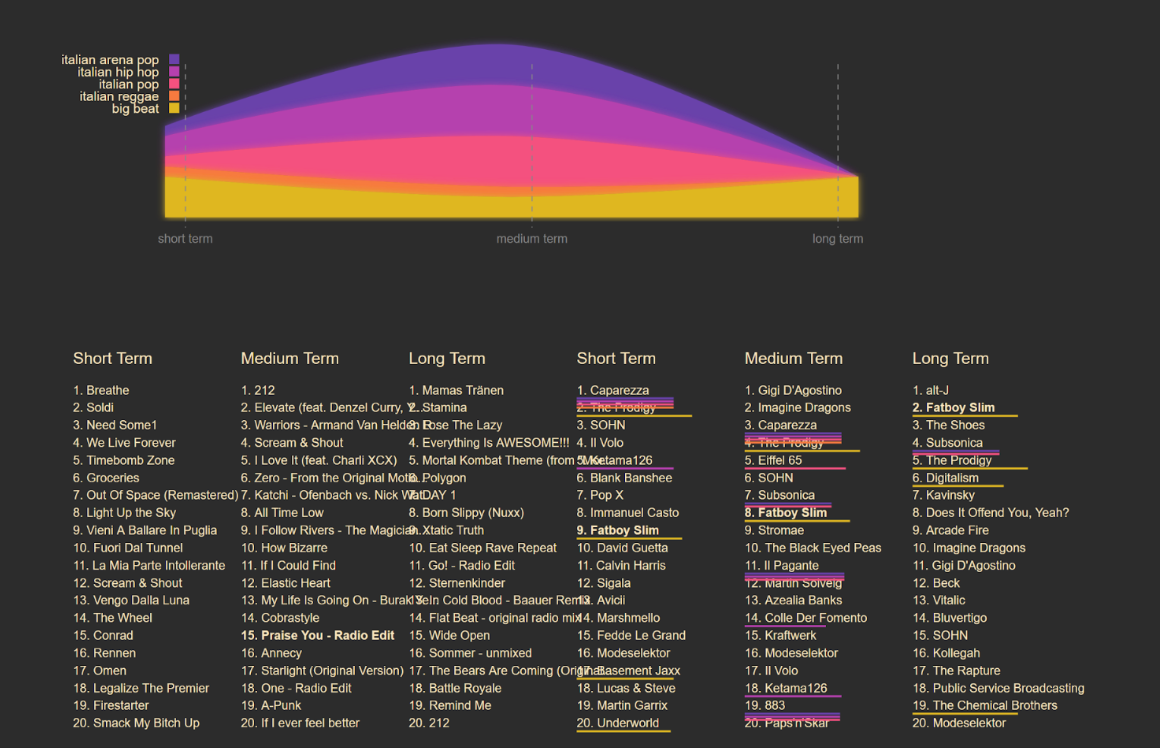 italian arena pop
italian hip hop
italian pop
italian reggae
big beat
short term
medium term
long term
Short Term
1. Breathe
2. Soldi
3. Need Some1
4. We Live Forever
5. Timebomb Zone
6. Groceries
7. Out Of Space (Remastered)
8. Light Up the Sky
9. Vieni A Ballare In Puglia
10. Fuori Dal Tunnel
11. La Mia Parte Intollerante
12. Scream & Shout
13. Vengo Dalla Luna
14. The Wheel
15. Conrad
16. Rennen
17. Omen
18. Legalize The Premier
19. Firestarter
20. Smack My Bitch Up
Medium Term
1. 212
2. Elevate (feat. Denzel Curry,
3. Warriors - Armand Van
4. Scream & Shout
5. I Love It (feat. Charli XCX)
6. Zero - From the Original
7. Katchi - Ofenbach vs. Nick
8. All Time Low
9. I Follow Rivers - The
10. How Bizarre
11. If I Could Find
12. Elastic Heart
13. My Life Is Going On -
14. Cobrastyle
15. Praise You - Radio Edit
16. Annecy
17. Starlight (Original Version)
18. One - Radio Edit
19. A-Punk
20. If I ever feel better
Long Term
1. Mamas Tränen
2. Stamina
3. Rose The Lazy
4. Everything Is AWESOME!!!
5. Mortal Kombat Theme (from
6. Polygon
7. DAY 1
8. Born Slippy (Nuxx)
9. Xtatic Truth
10. Eat Sleep Rave Repeat
11. Go! - Radio Edit
12. Sternenkinder
13. In Cold Blood - Baauer
14. Flat Beat - original radio mix
15. Wide Open
16. Sommer - unmixed
17. The Bears Are Coming
18. Battle Royale
19. Remind Me
20. 212
Short Term
1. Caparezza
2. The Prodigy
3. SOHN
4. Il Volo
5. Ketama126
6. Blank Banshee
7. Pop X
8. Immanuel Casto
9. Fatboy Slim
10. David Guetta
11. Calvin Harris
12. Sigala
13. Avicii
14. Marshmello
15. Fedde Le Grand
16. Modeselektor
17. Basement Jaxx
18. Lucas & Steve
19. Martin Garrix
20. Underworld
Medium Term
1. Gigi D'Agostino
2. Imagine Dragons
3. Caparezza
4. The Prodigy
5. Eiffel 65
6. SOHN
7. Subsonica
8. Fatboy Slim
9. Stromae
10. The Black Eyed Peas
11. Il Pagante
12. Martin Solveig
13. Azealia Banks
14. Colle Der Fomento
15. Kraftwerk
16. Modeselektor
17. Il Volo
18. Ketama126
19. 883
20. Paps'n'Skar
Long Term
1. alt-J
2. Fatboy Slim
3. The Shoes
4. Subsonica
5. The Prodigy
6. Digitalism
7. Kavinsky
8. Does It Offend You, Yeah?
9. Arcade Fire
10. Imagine Dragons
11. Gigi D'Agostino
12. Beck
13. Vitalic
14. Bluvertigo
15. SOHN
16. Kollegah
17. The Rapture
18. Public Service Broadcasting
19. The Chemical Brothers
20. Modeselektor